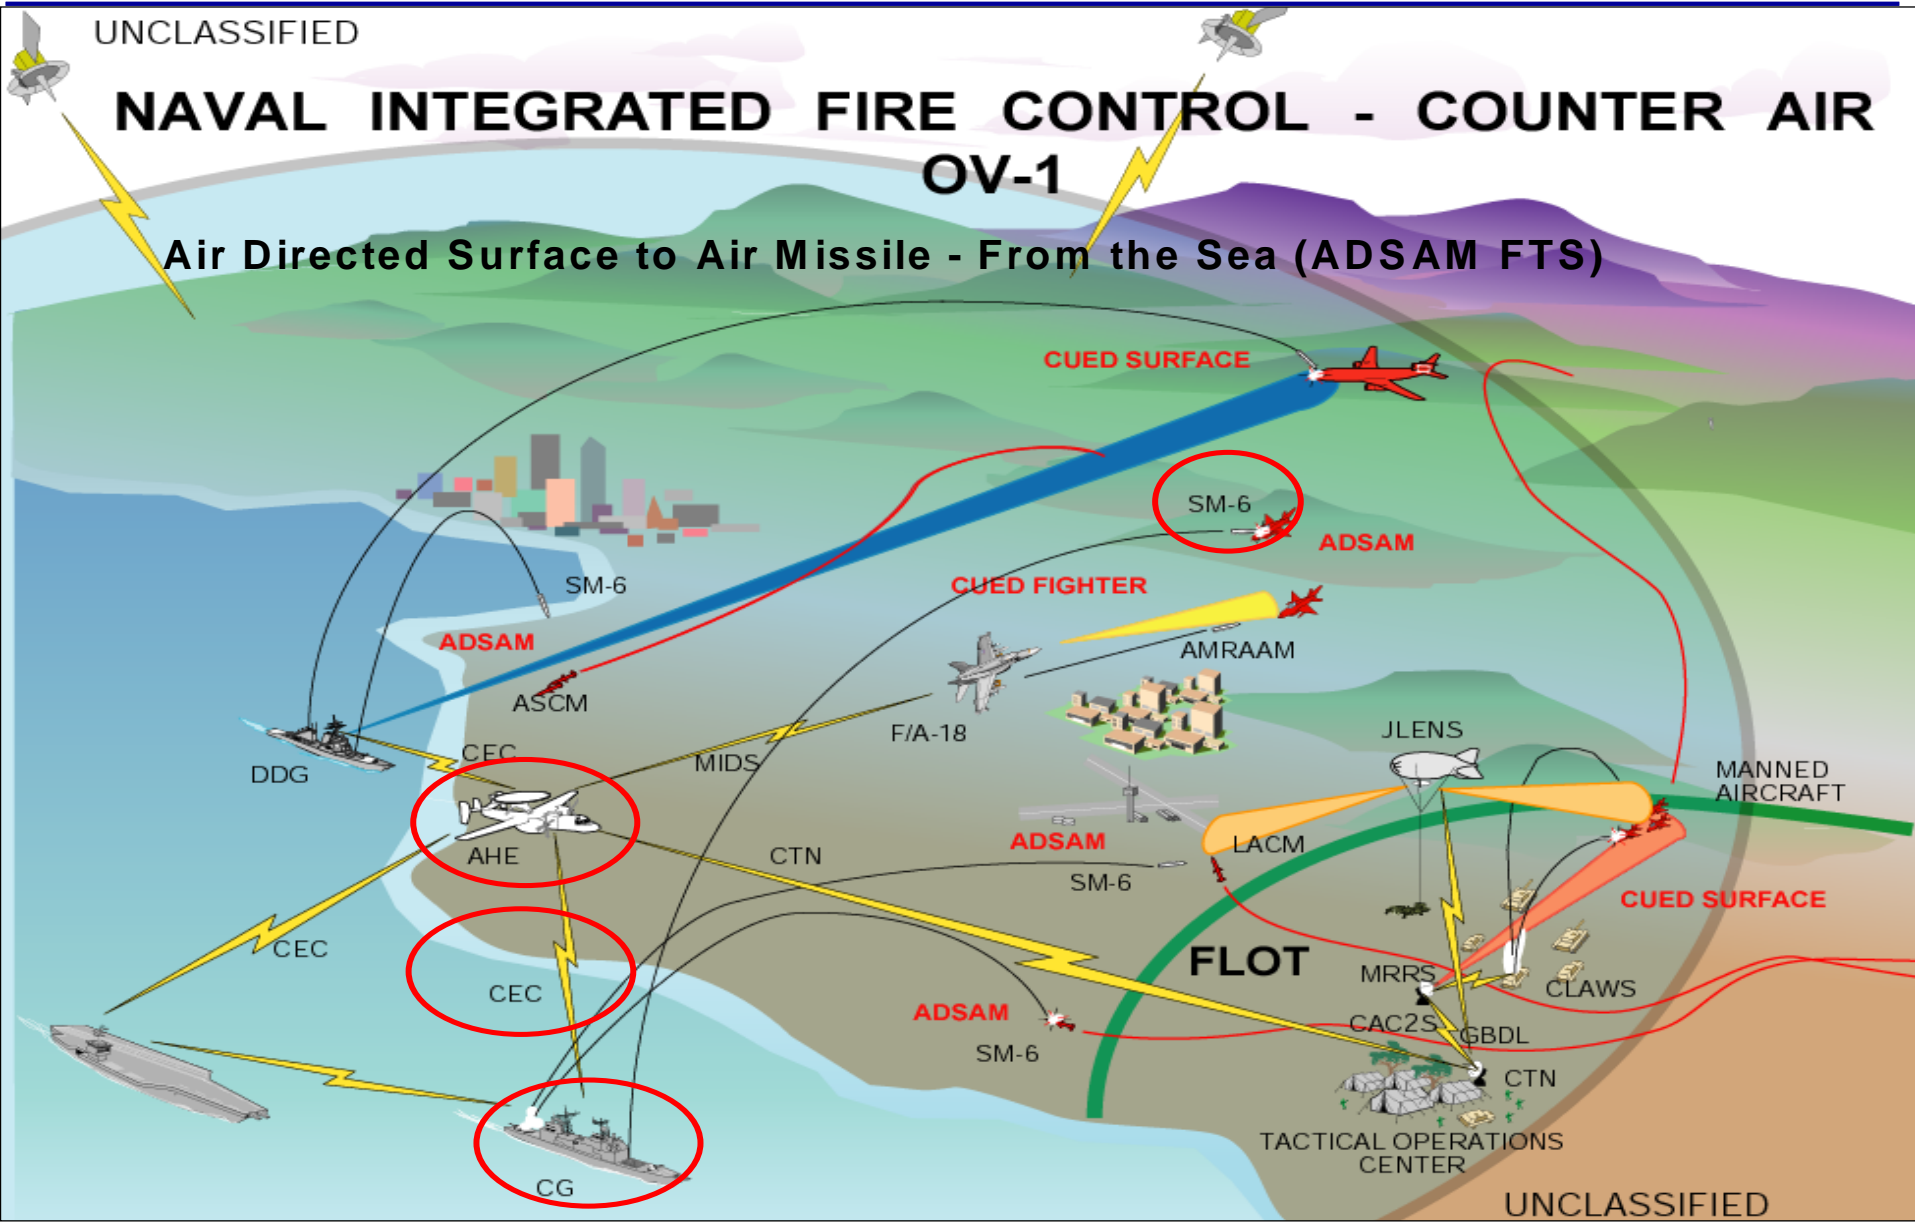 UNCLASSIFIED
NAVAL INTEGRATED FIRE CONTROL - COUNTER AIR
OV-1
Air Directed Surface to Air Missile - From the Sea (ADSAM FTS)
CUED SURFACE
SM-6
ADSAM
SM-6
CUED FIGHTER
ADSAM
AMRAAM
ASCM
F/A-18
JLENS
CEC
MIDS
DDG
MANNED
AIRCRAFT
ADSAM
LACM
AHE
CTN
SM-6
CUED SURFACE
CEC
FLOT
MRRS
CEC
CLAWS
ADSAM
CAC2S
GBDL
SM-6
CTN
TACTICAL OPERATIONS
CENTER
CG
UNCLASSIFIED